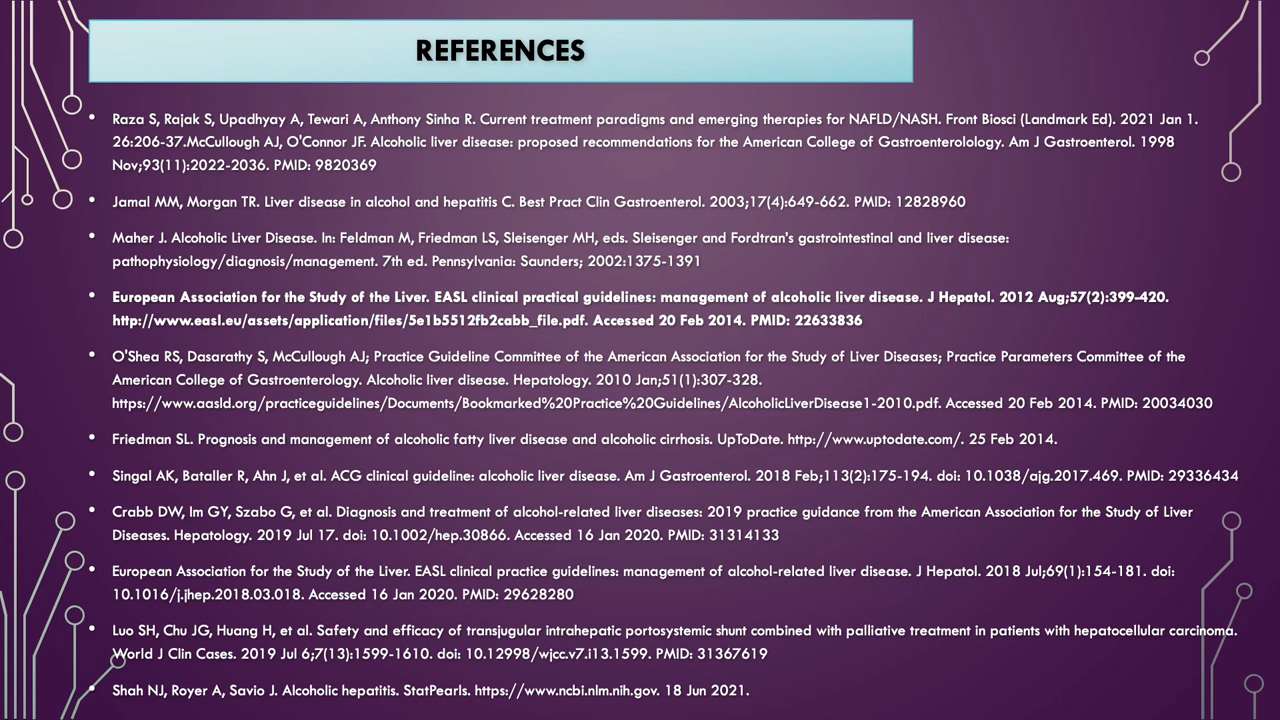 REFERENCES
• Raza S, Rajak S, Upadhyay A, Tewari A, Anthony Sinha R. Current treatment paradigms and emerging therapies for NAFLD/NASH. Front Biosci (Landmark Ed). 2021 Jan 1.
26:206-37.McCullough AJ, O'Connor JF. Alcoholic liver disease: proposed recommendations for the American College of Gastroenterolology. Am J Gastroenterol. 1998
Nov;93(11):2022-2036. PMID: 9820369
• Jamal MM, Morgan TR. Liver disease in alcohol and hepatitis C. Best Pract Clin Gastroenterol. 2003;17(4):649-662. PMID: 12828960
• Maher J. Alcoholic Liver Disease. In: Feldman M, Friedman LS, Sleisenger MH, eds. Sleisenger and Fordtran's gastrointestinal and liver disease:
pathophysiology/diagnosis/management. 7th ed. Pennsylvania: Saunders; 2002:1375-1391
• European Association for the Study of the Liver. EASL clinical practical guidelines: management of alcoholic liver disease. J Hepatol. 2012 Aug;57(2):399-420.
http://www.easl.eu/assets/application/files/5e1b5512fb2cabb_file.pdf. Accessed 20 Feb 2014. PMID: 22633836
• O'Shea RS, Dasarathy S, McCullough AJ; Practice Guideline Committee of the American Association for the Study of Liver Diseases; Practice Parameters Committee of the
American College of Gastroenterology. Alcoholic liver disease. Hepatology. 2010 Jan;51(1):307-328.
https://www.aasld.org/practiceguidelines/Documents/Bookmarked%20Practice%20Guidelines/AlcoholicLiverDisease1-2010.pdf. Accessed 20 Feb 2014. PMID: 20034030
• Friedman SL. Prognosis and management of alcoholic fatty liver disease and alcoholic cirrhosis. UpToDate. http://www.uptodate.com/. 25 Feb 2014.
• Singal AK, Bataller R, Ahn J, et al. ACG clinical guideline: alcoholic liver disease. Am J Gastroenterol. 2018 Feb;113(2):175-194. doi: 10.1038/ajg.2017.469. PMID: 29336434
• Crabb DW, Im GY, Szabo G, et al. Diagnosis and treatment of alcohol-related liver diseases: 2019 practice guidance from the American Association for the Study of Liver
Diseases. Hepatology. 2019 Jul 17. doi: 10.1002/hep.30866. Accessed 16 Jan 2020. PMID: 31314133
• European Association for the Study of the Liver. EASL clinical practice guidelines: management of alcohol-related liver disease. J Hepatol. 2018 Jul;69(1):154-181. doi:
10.1016/j.jhep.2018.03.018. Accessed 16 Jan 2020. PMID: 29628280
• Luo SH, Chu JG, Huang H, et al. Safety and efficacy of transjugular intrahepatic portosystemic shunt combined with palliative treatment in patients with hepatocellular carcinoma.
World J Clin Cases. 2019 Jul 6;7(13):1599-1610. doi: 10.12998/wjcc.v7.i13.1599. PMID: 31367619
• Shah NJ, Royer A, Savio J. Alcoholic hepatitis. StatPearls. https://www.ncbi.nlm.nih.gov. 18 Jun 2021.